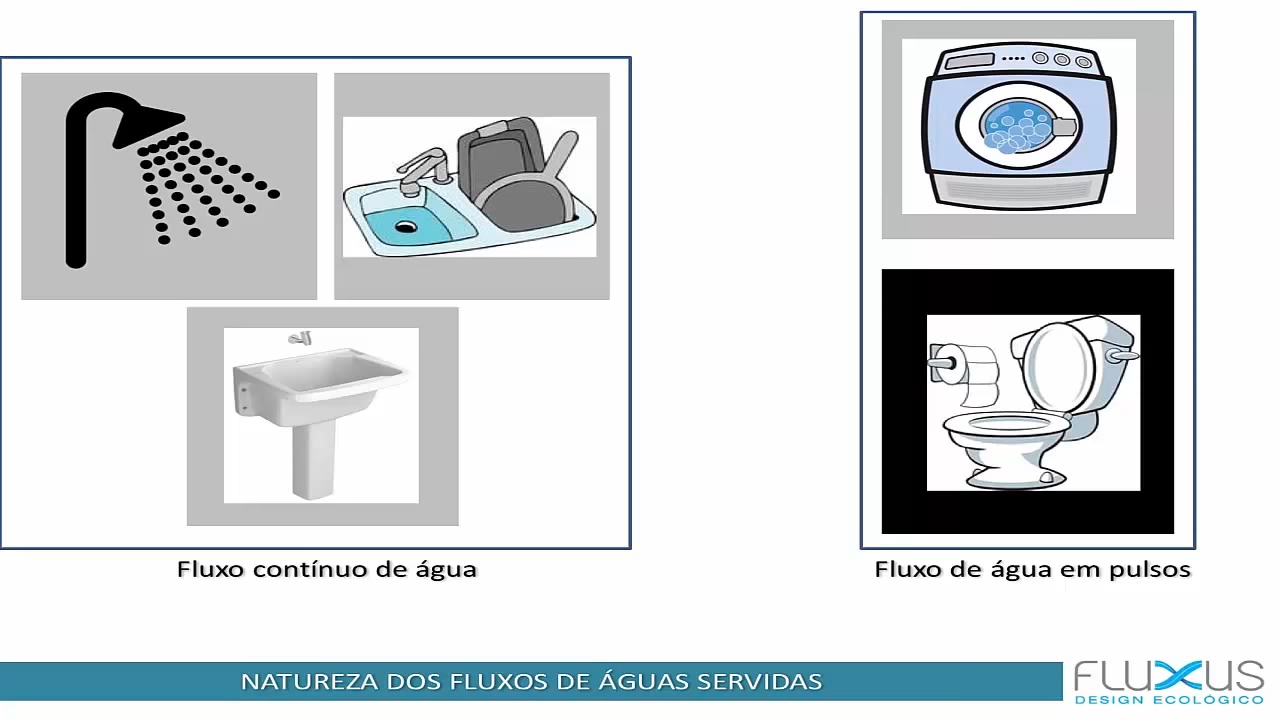 Fluxo contínuo de água
Fluxo de água em pulsos
NATUREZA DOS FLUXOS DE ÁGUAS SERVIDAS
FLUXUS
DESIGN ECOLÓGICO